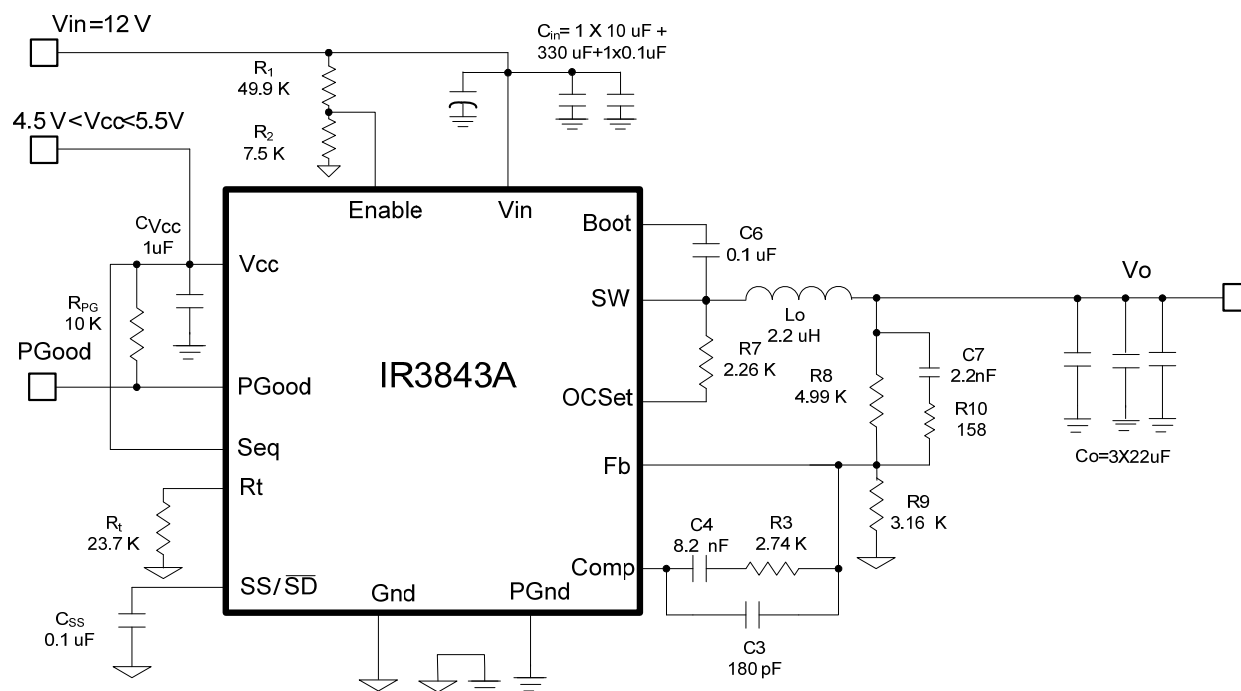 Vin=12 V
Cin= 1 X 10 uF +
330 uF+1x0.1uF
R1
49.9 K
4.5 V<Vcc<5.5V
R2
7.5 K
Enable
Vin
Boot
CVcc
1uF
C6
0.1 uF
Vcc
Vo
SW
RPG
10 K
Lo
2.2 uH
PGood
R7
2.26 K
C7
2.2nF
IR3843A
PGood
R8
4.99 K
OCSet
R10
158
Seq
Co=3X22uF
Fb
Rt
R9
3.16 K
Rt
23.7 K
C4
8.2 nF
R3
2.74 K
Comp
SS/SD
Gnd
PGnd
CSS
0.1 uF
C3
180 pF